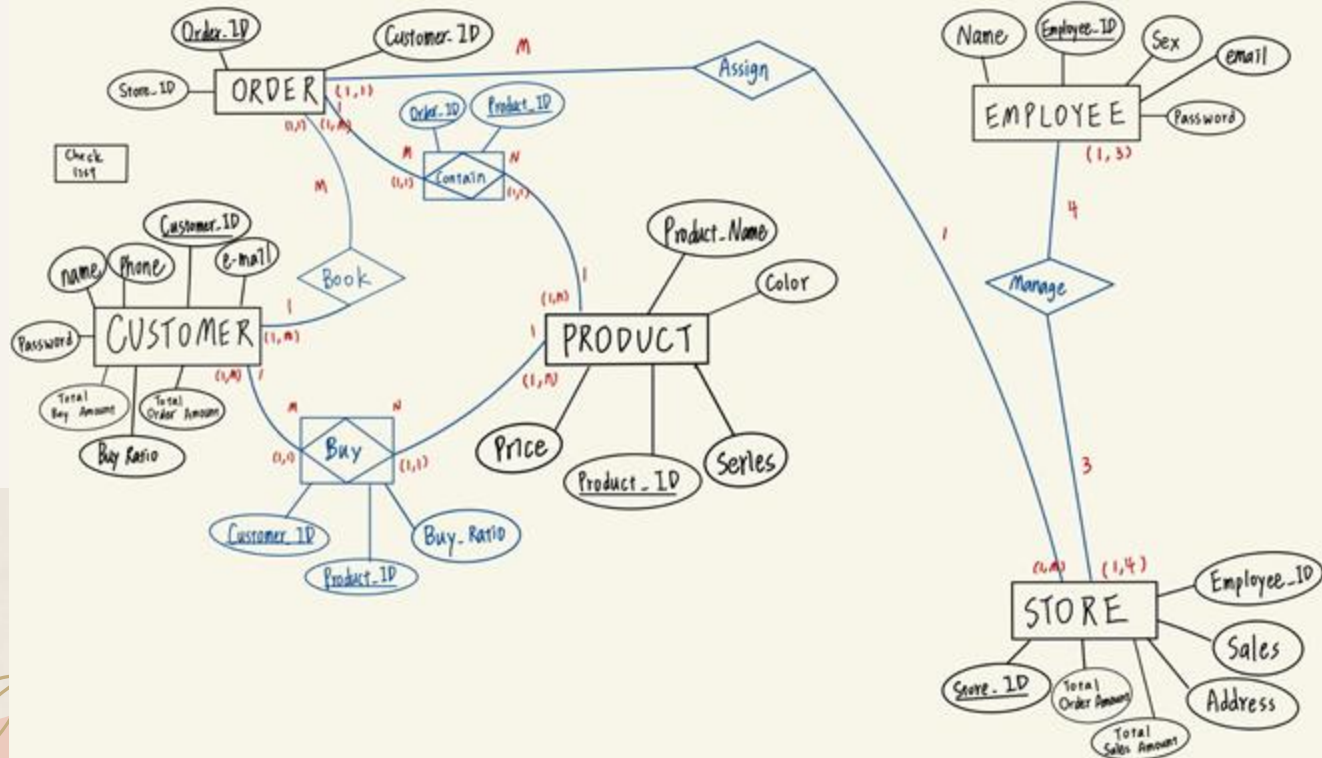 Order_ID
Customer_ID
Store_ID
ORDER
M
Assign
(1,1)
(1,1)
(1,n)
1
Order_ID
Product_ID
M
N
Contain
(1,1)
(1,1)
Name
Employee_ID
Sex
email
Password
EMPLOYEE
(1,3)
4
Manage
3
(1,4)
Check
M
Book
1
(1,n)
Customer_ID
name
Phone
e-mail
Password
CUSTOMER
Total
Buy Amount
Total
Order Amount
Buy Ratio
(1,n)
1
M
N
Buy
(1,1)
(1,1)
Customer_ID
Product_ID
Buy_Ratio
Product_Name
Color
1
(1,n)
1
(1,n)
PRODUCT
Price
Product_ID
Series
1
(1,n)
STORE
Employee_ID
Sales
Address
Store_ID
Total
Order Amount
Total
Sales Amount